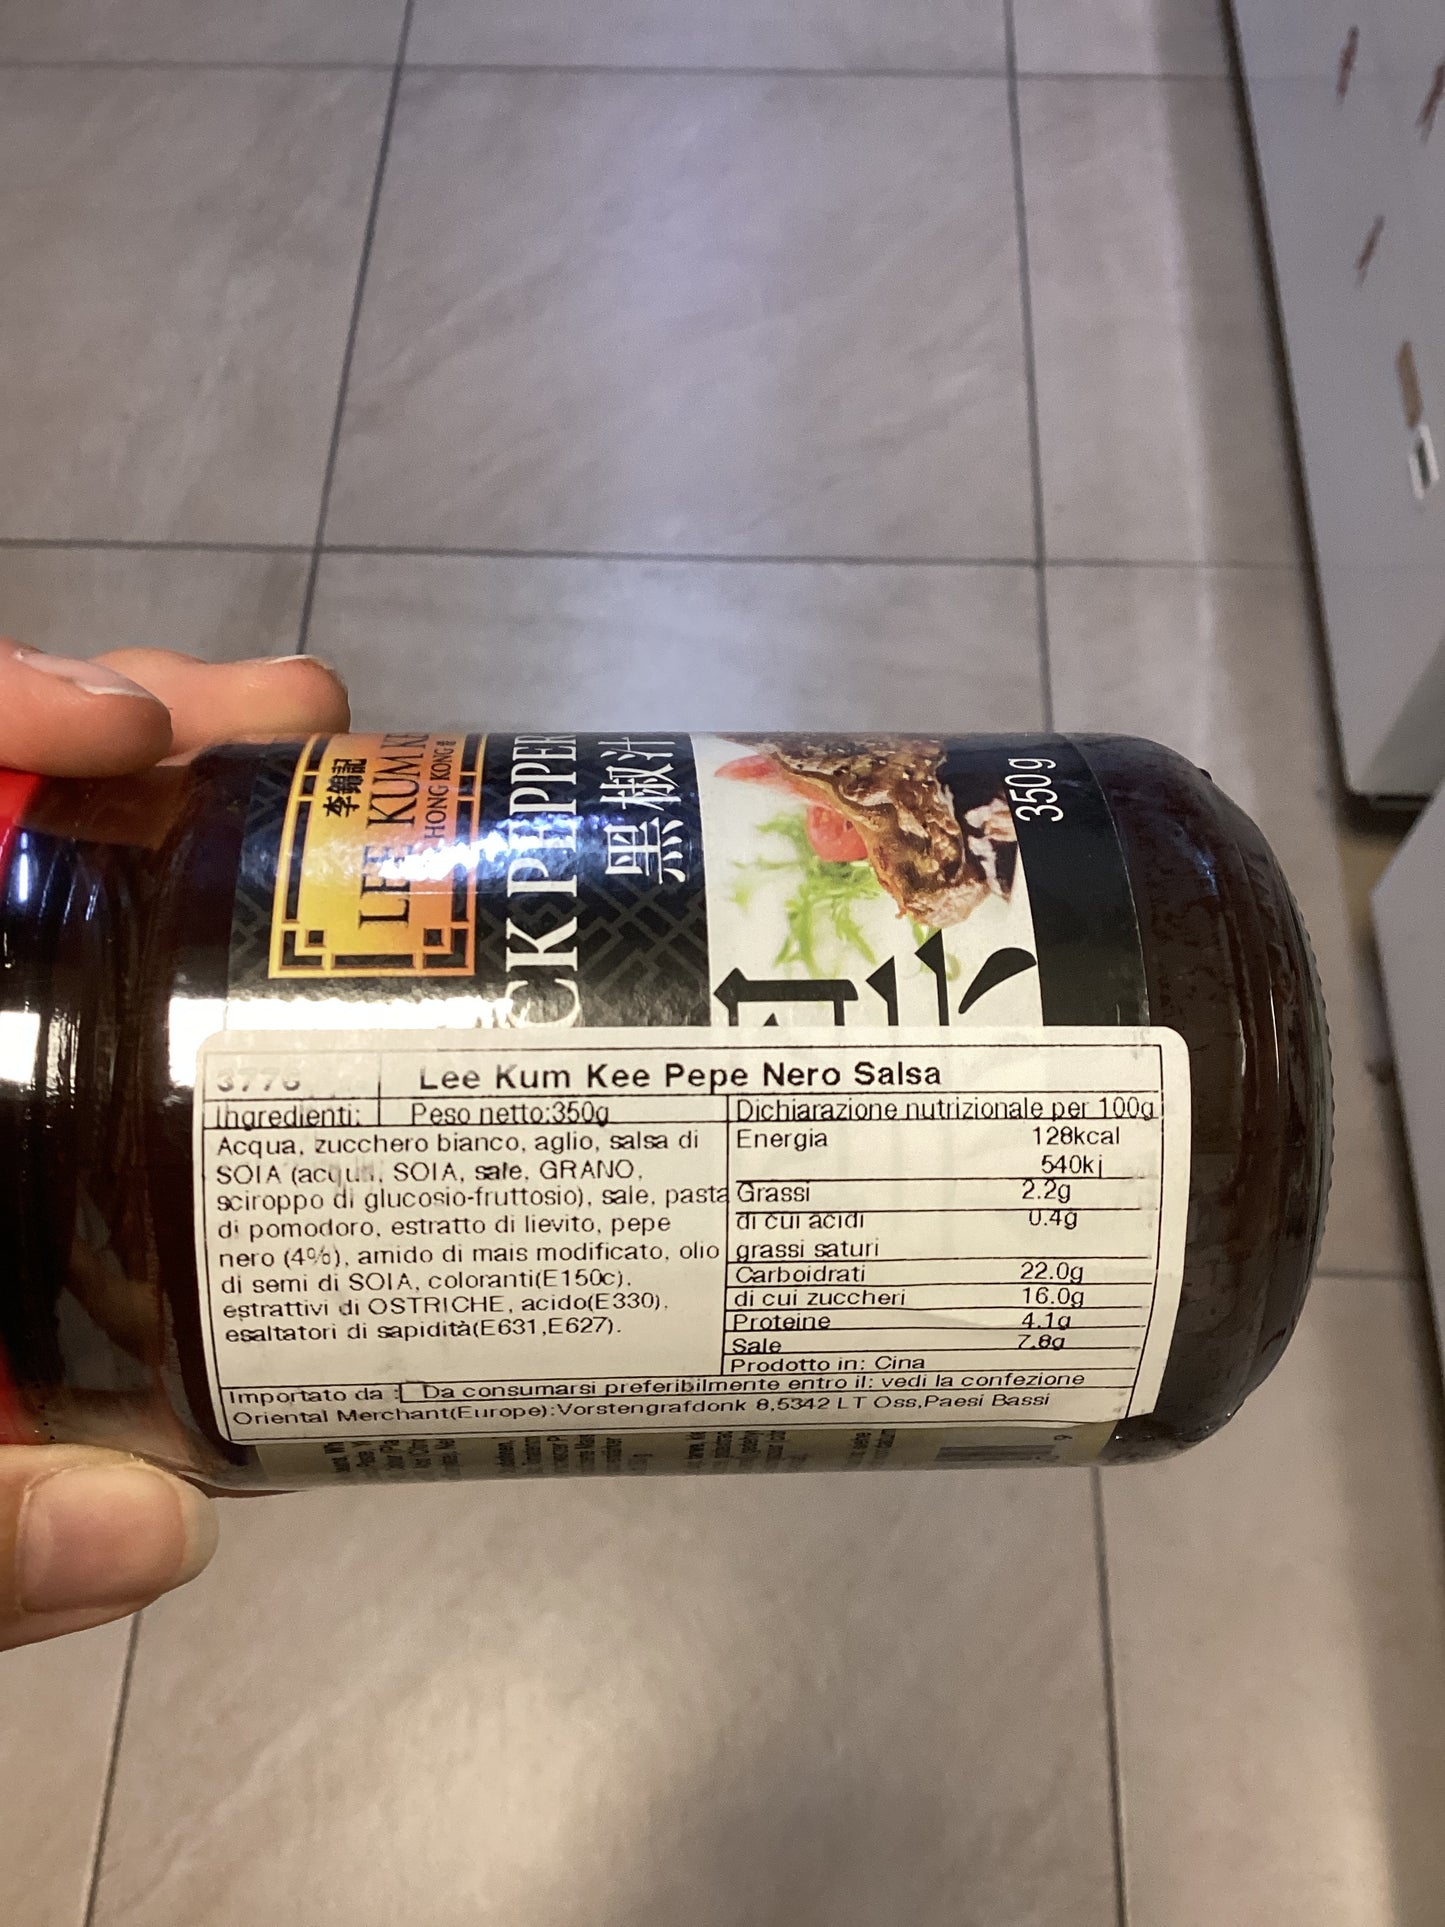 李錦記
LEE KUM KE
HONG KONG 香
CK PEPPER
黑椒汁
350 g
3776
Lee Kum Kee Pepe Nero Salsa
Ingredienti:
Peso netto:350g
Acqua, zucchero bianco, aglio, salsa di
SOIA (acqua, SOIA, sale, GRANO,
sciroppo di glucosio-fruttosio), sale, pasta
di pomodoro, estratto di lievito, pepe
nero (4%), amido di mais modificato, olio
di semi di SOIA, coloranti(E150c),
estrattivi di OSTRICHE, acido(E330),
esaltatori di sapidità(E631,E627).
Dichiarazione nutrizionale per 100g
Energia 128kcal
540kj
Grassi 2.2g
di cui acidi 0.4g
grassi saturi
Carboidrati 22.0g
di cui zuccheri 16.0g
Proteine 4.1g
Sale 7.8g
Prodotto in: Cina
Importato da :
Da consumarsi preferibilmente entro il: vedi la confezione
Oriental Merchant(Europe):Vorstengrafdonk 8,5342 LT Oss,Paesi Bassi